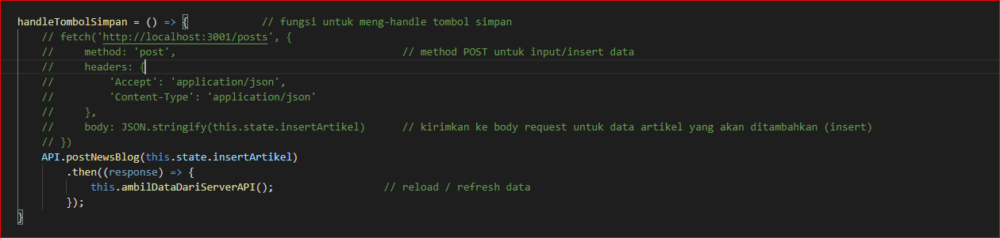 handleTombolSimpan = () => { // fungsi untuk meng-handle tombol simpan
// fetch('http://localhost:3001/posts', {
// method: 'post', // method POST untuk input/insert data
// headers: {
// 'Accept': 'application/json',
// 'Content-Type': 'application/json'
// },
// body: JSON.stringify(this.state.insertArtikel) // kirimkan ke body request untuk data artikel yang akan ditambahkan (insert)
// })
API.postNewsBlog(this.state.insertArtikel)
.then((response) => {
this.ambilDataDariServerAPI(); // reload / refresh data
});
}